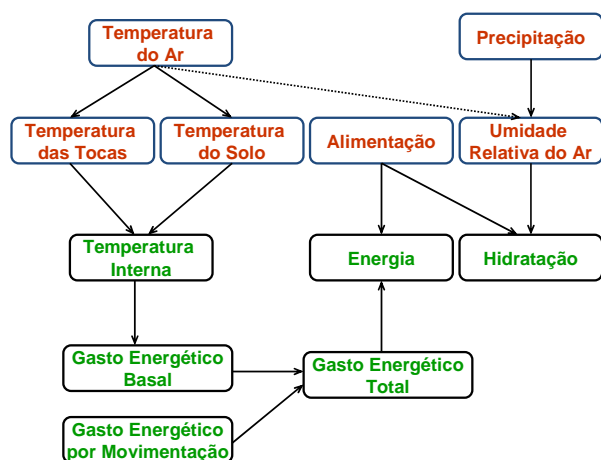 Temperatura
do Ar
Precipitação
Temperatura
das Tocas
Temperatura
do Solo
Alimentação
Umidade
Relativa do Ar
Temperatura
Interna
Energia
Hidratação
Gasto Energético
Basal
Gasto Energético
Total
Gasto Energético
por Movimentação